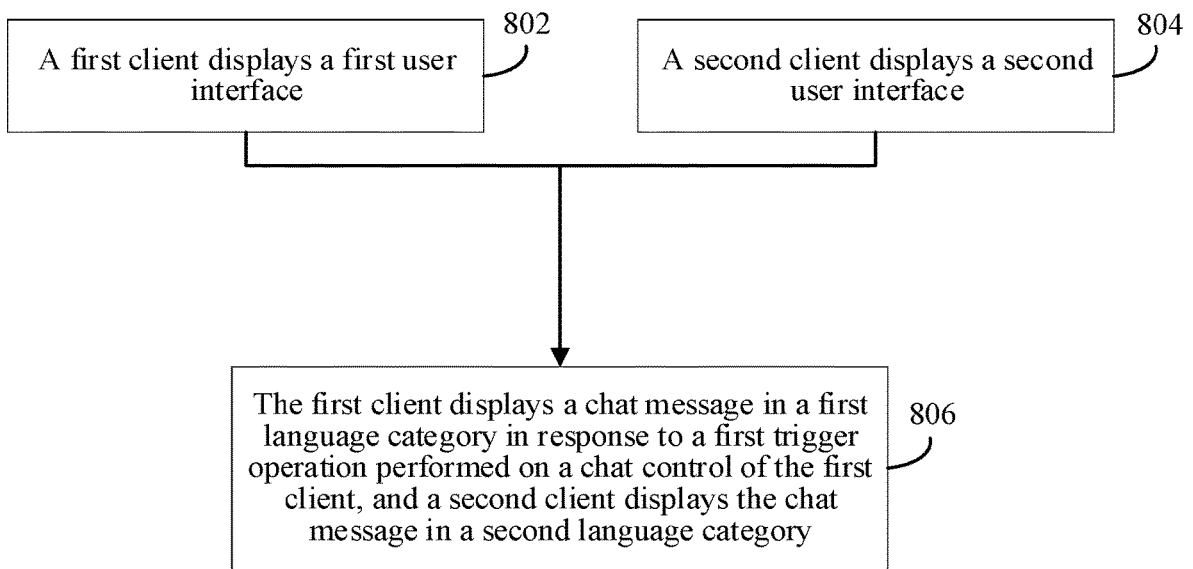 802
A first client displays a first user
interface
804
A second client displays a second
user interface
The first client displays a chat message in a first
language category in response to a first trigger
operation performed on a chat control of the first
client, and a second client displays the chat
message in a second language category
806